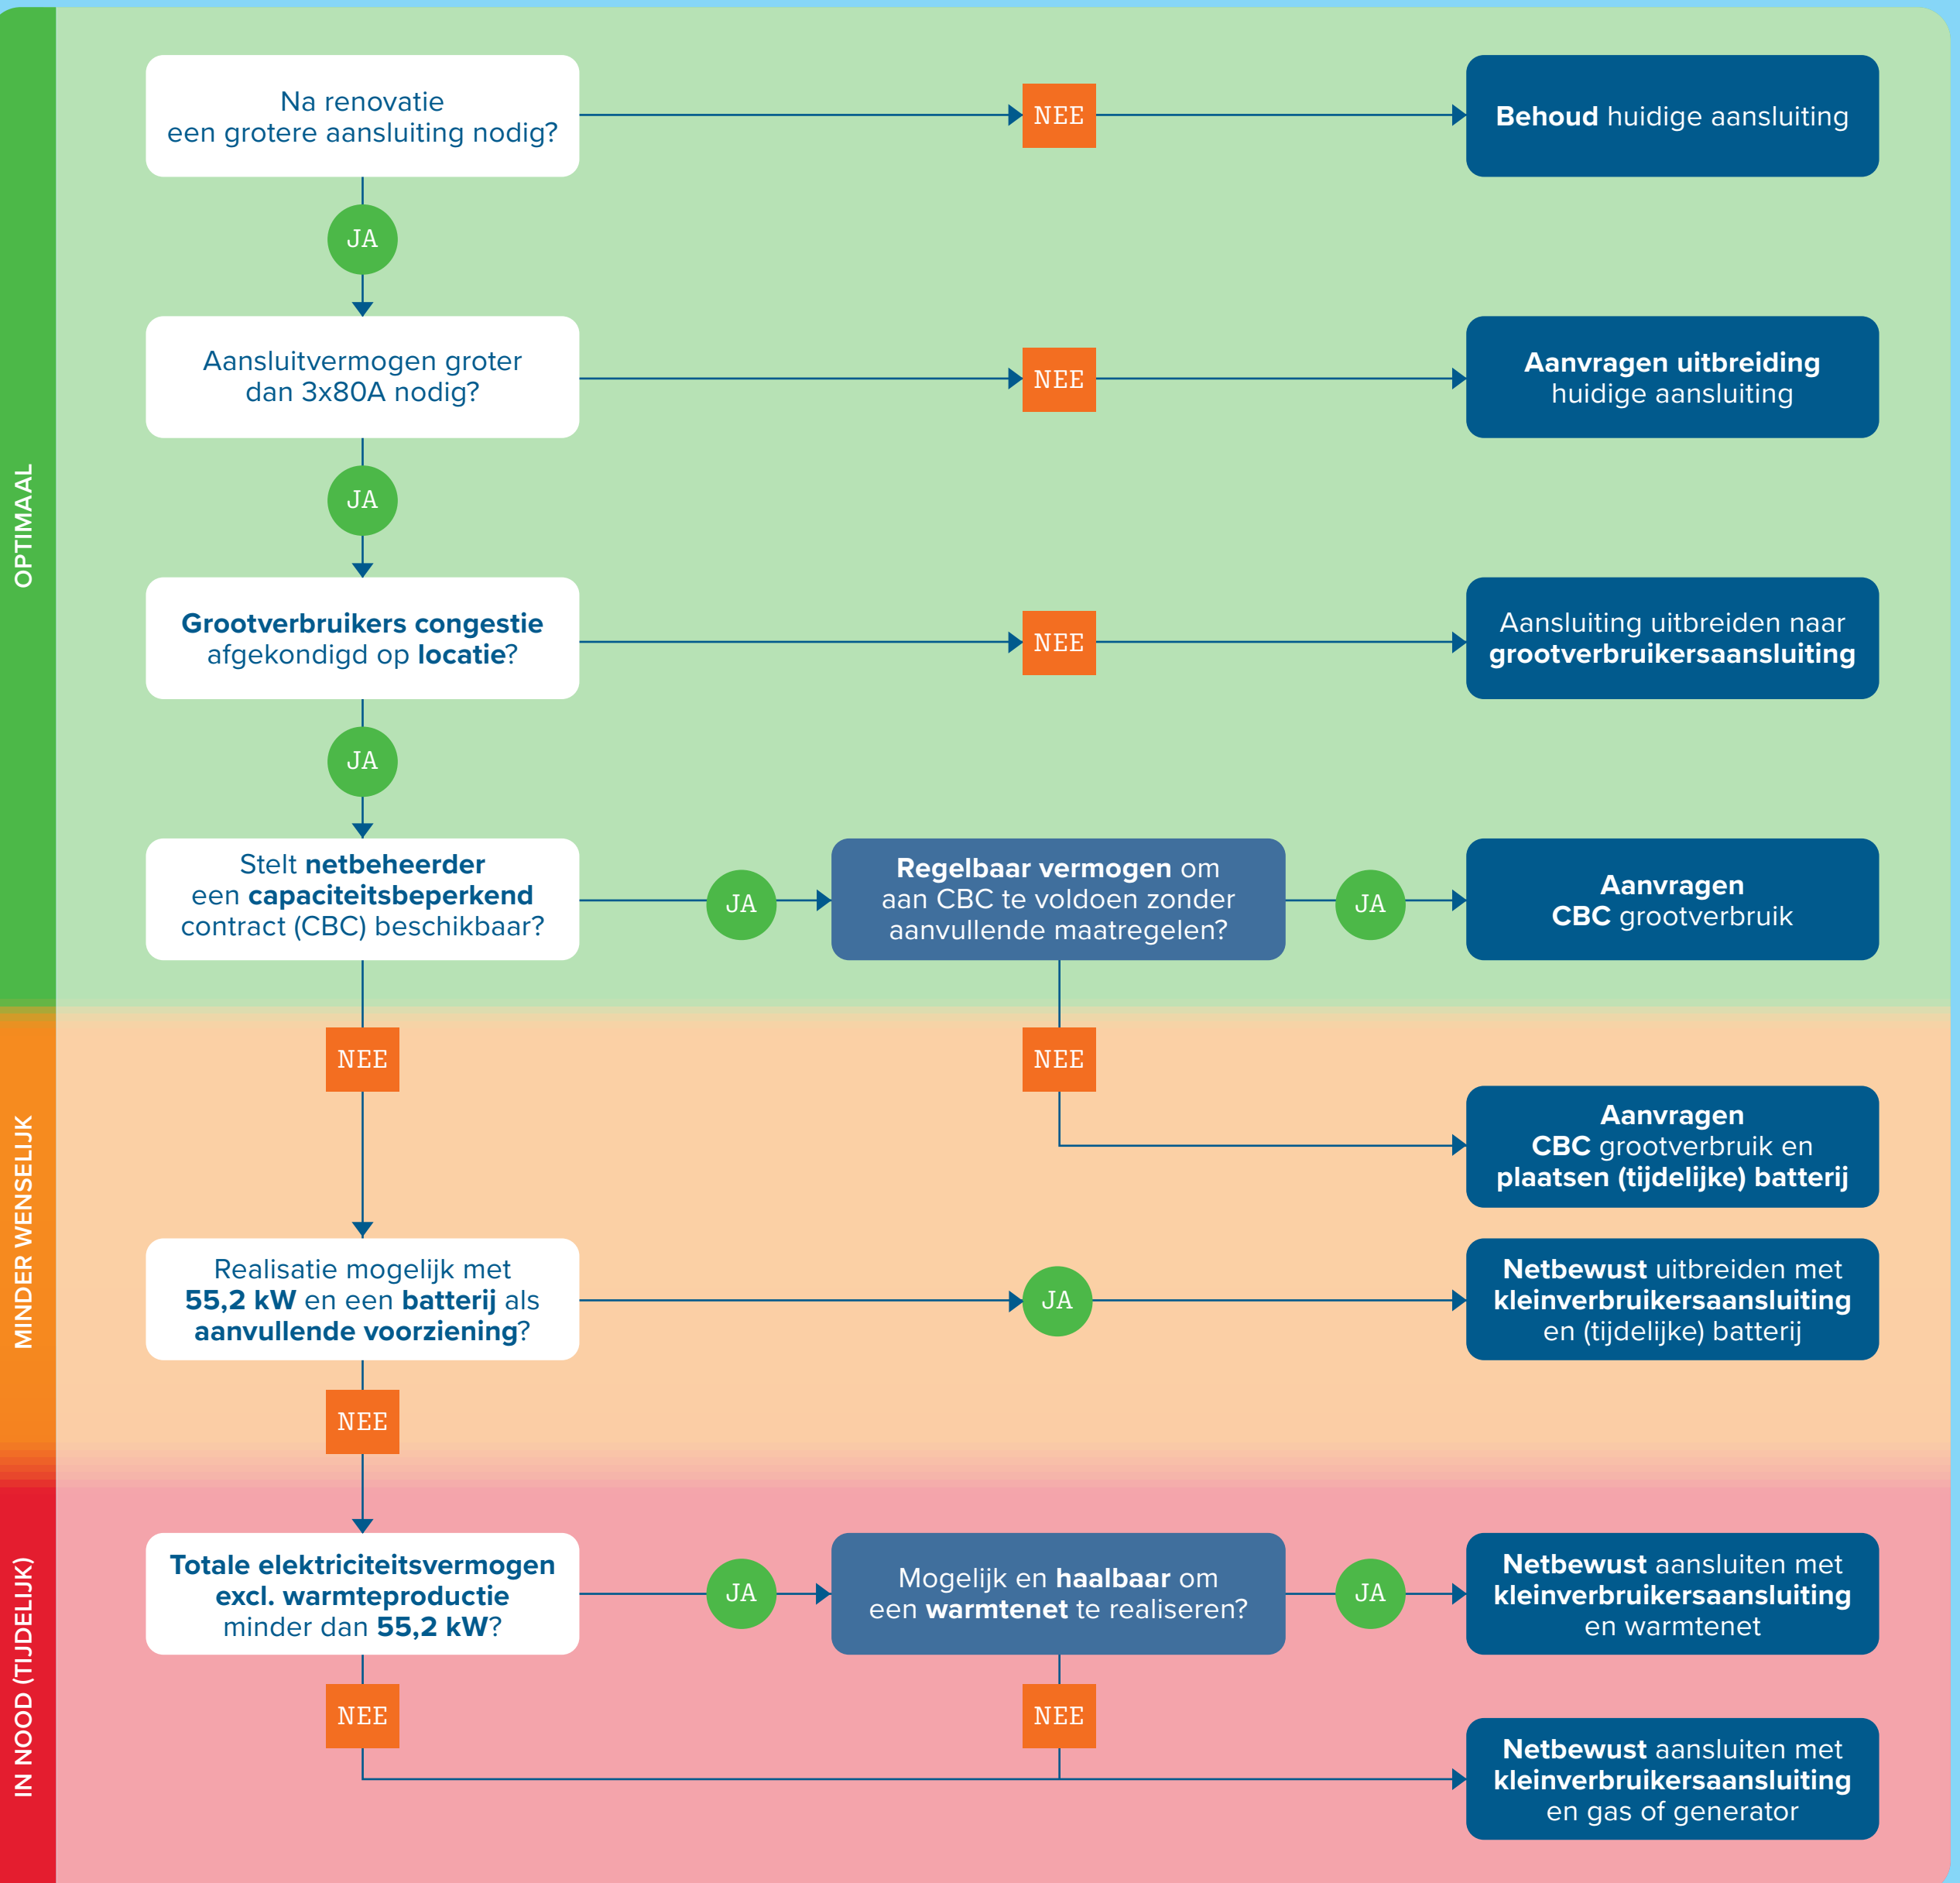 OPTIMAAL
Na renovatie
een grotere aansluiting nodig?
NEE
Behoud huidige aansluiting
JA
Aansluitvermogen groter
dan 3x80A nodig?
NEE
Aanvragen uitbreiding
huidige aansluiting
JA
Grootverbruikers congestie
afgekondigd op locatie?
NEE
Aansluiting uitbreiden naar
grootverbruikersaansluiting
JA
Stelt netbeheerder
een capaciteitsbeperkend
contract (CBC) beschikbaar?
JA
Regelbaar vermogen om
aan CBC te voldoen zonder
aanvullende maatregelen?
JA
Aanvragen
CBC grootverbruik
MINDER WENSELIJK
NEE
NEE
Aanvragen
CBC grootverbruik en
plaatsen (tijdelijke) batterij
Realisatie mogelijk met
55,2 kW en een batterij als
aanvullende voorziening?
JA
Netbewust uitbreiden met
kleinverbruikersaansluiting
en (tijdelijke) batterij
NEE
IN NOOD (TIJDELIJK)
Totale elektriciteitsvermogen
excl. warmteproductie
minder dan 55,2 kW?
JA
Mogelijk en haalbaar om
een warmtenet te realiseren?
JA
Netbewust aansluiten met
kleinverbruikersaansluiting
en warmtenet
NEE
NEE
Netbewust aansluiten met
kleinverbruikersaansluiting
en gas of generator